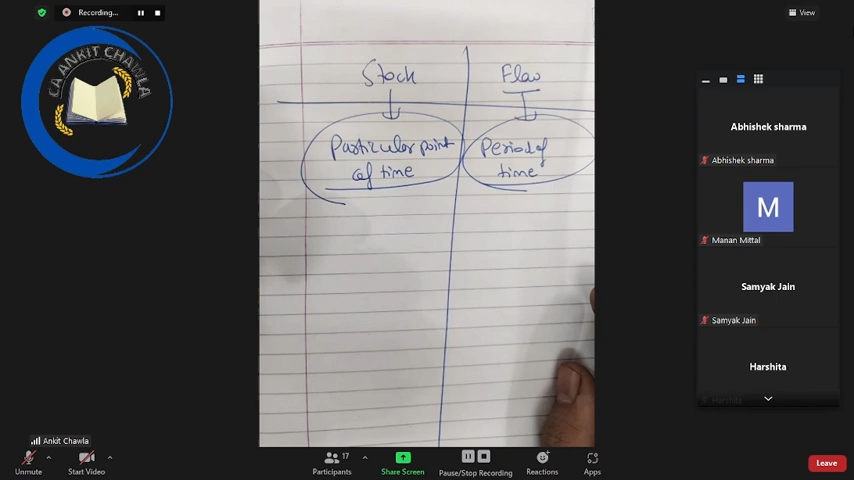 Recording...
View
CA ANKIT CHAWLA
Stock
Flow
Particular point
of time
Period of
time
Abhishek sharma
Abhishek sharma
M
Manan Mittal
Samyak Jain
Samyak Jain
Harshita
Harshita
Ankit Chawla
Unmute
Start Video
17
Participants
Share Screen
Pause/Stop Recording
Reactions
Apps
Leave